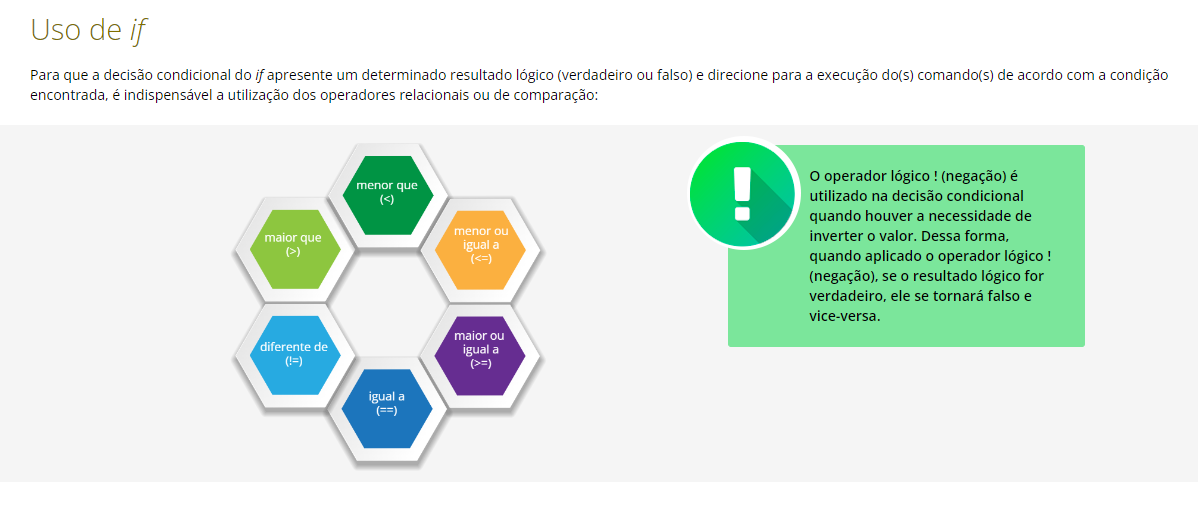 Uso de if
Para que a decisão condicional do if apresente um determinado resultado lógico (verdadeiro ou falso) e direcione para a execução do(s) comando(s) de acordo com a condição
encontrada, é indispensável a utilização dos operadores relacionais ou de comparação:
menor que
(<)
menor ou
igual a
(<=)
maior ou
igual a
(>=)
igual a
(==)
diferente de
(!=)
maior que
(>)
O operador lógico ! (negação) é
utilizado na decisão condicional
quando houver a necessidade de
inverter o valor. Dessa forma,
quando aplicado o operador lógico !
(negação), se o resultado lógico for
verdadeiro, ele se tornará falso e
vice-versa.